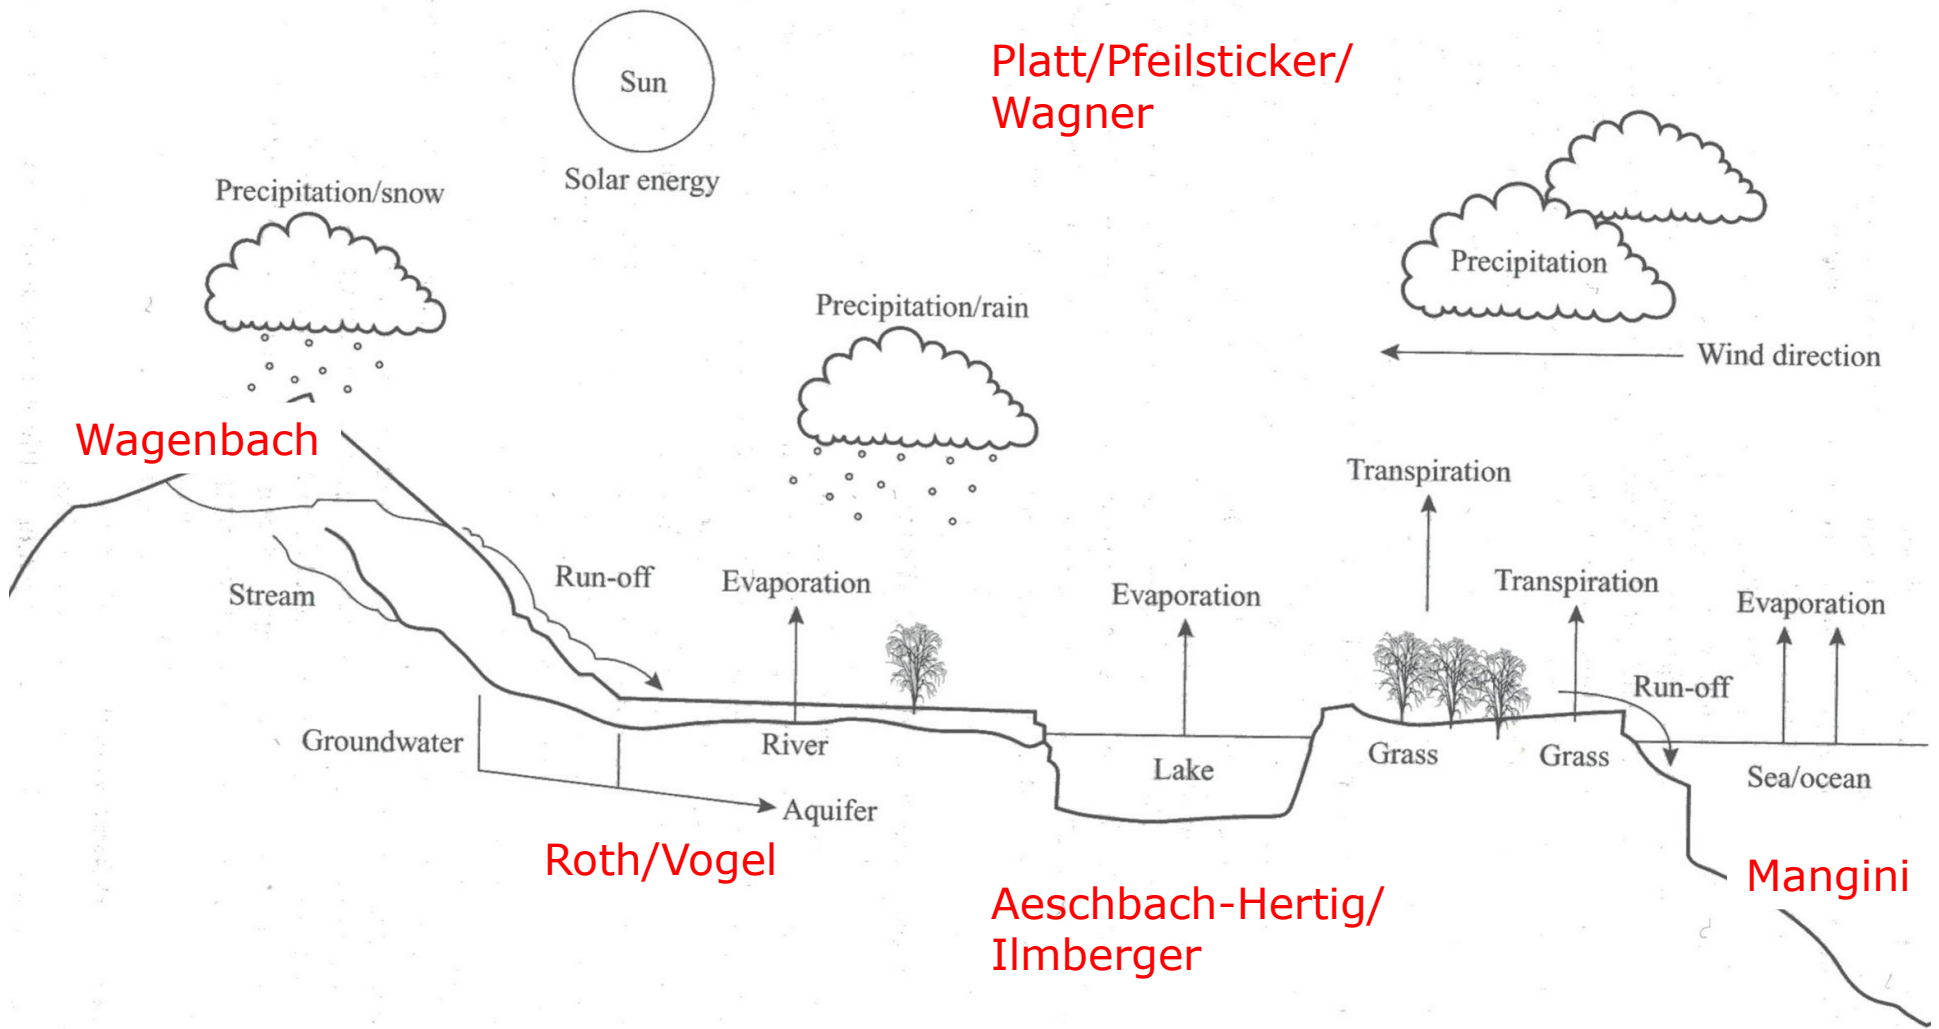 Sun
Solar energy
Platt/Pfeilsticker/
Wagner
Precipitation/snow
Precipitation
Precipitation/rain
Wind direction
Wagenbach
Transpiration
Run-off
Evaporation
Evaporation
Transpiration
Evaporation
Stream
Run-off
Groundwater
River
Lake
Grass
Grass
Sea/ocean
Aquifer
Roth/Vogel
Aeschbach-Hertig/
Ilmberger
Mangini